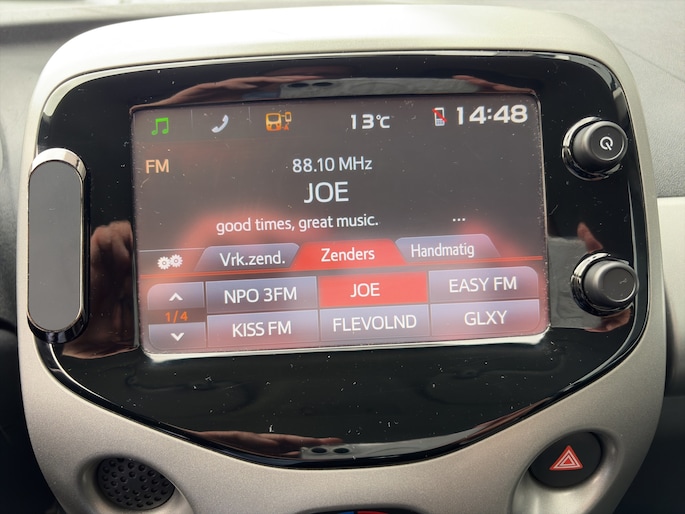 13°C 14:48
FM
88.10 MHz
JOE
good times, great music. ...
Vrk.zend. Zenders Handmatig
NPO 3FM JOE EASY FM
1/4
KISS FM FLEVOLND GLXY